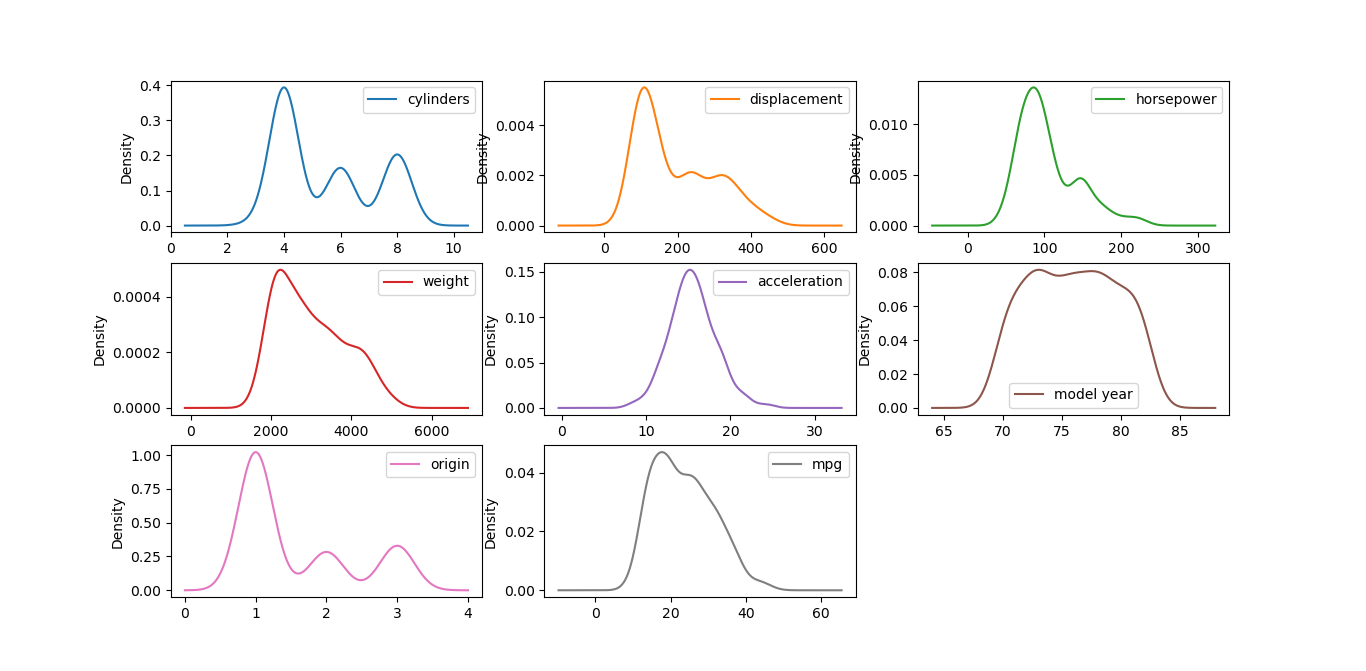 cylinders
Density
0.0
0.1
0.2
0.3
0.4
0 2 4 6 8 10
displacement
Density
0.000
0.002
0.004
0 200 400 600
horsepower
Density
0.000
0.005
0.010
0 100 200 300
weight
Density
0.0000
0.0002
0.0004
0 2000 4000 6000
acceleration
Density
0.00
0.05
0.10
0.15
0 10 20 30
model year
Density
0.00
0.02
0.04
0.06
0.08
65 70 75 80 85
origin
Density
0.00
0.25
0.50
0.75
1.00
0 1 2 3 4
mpg
Density
0.00
0.02
0.04
0 20 40 60